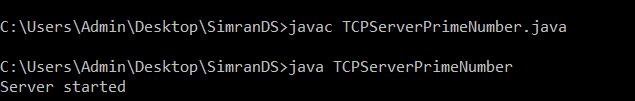 C:\Users\Admin\Desktop\SimranDS>javac TCPServerPrimeNumber.java
C:\Users\Admin\Desktop\SimranDS>java TCPServerPrimeNumber
Server started